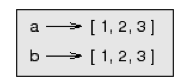 a ⟶ [ 1, 2, 3 ]
b ⟶ [ 1, 2, 3 ]